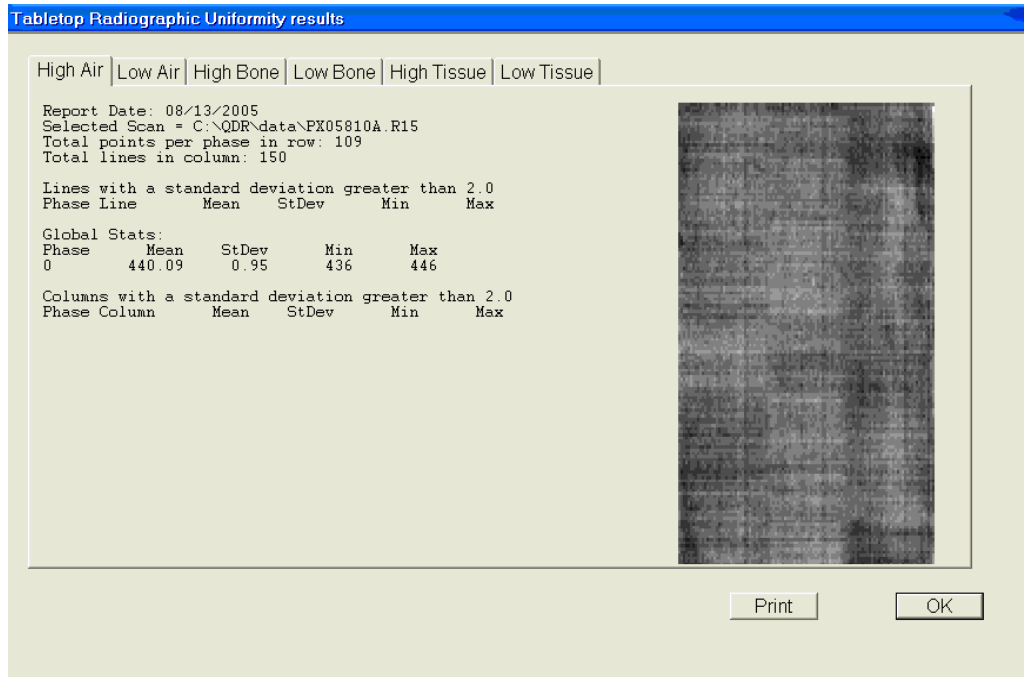 Tabletop Radiographic Uniformity results
High Air Low Air High Bone Low Bone High Tissue Low Tissue
Report Date: 08/13/2005
Selected Scan = C:\QDR\data\PX05810A.R15
Total points per phase in row: 109
Total lines in column: 150
Lines with a standard deviation greater than 2.0
Phase Line Mean StDev Min Max
Global Stats:
Phase Mean StDev Min Max
0 440.09 0.95 436 446
Columns with a standard deviation greater than 2.0
Phase Column Mean StDev Min Max
Print OK